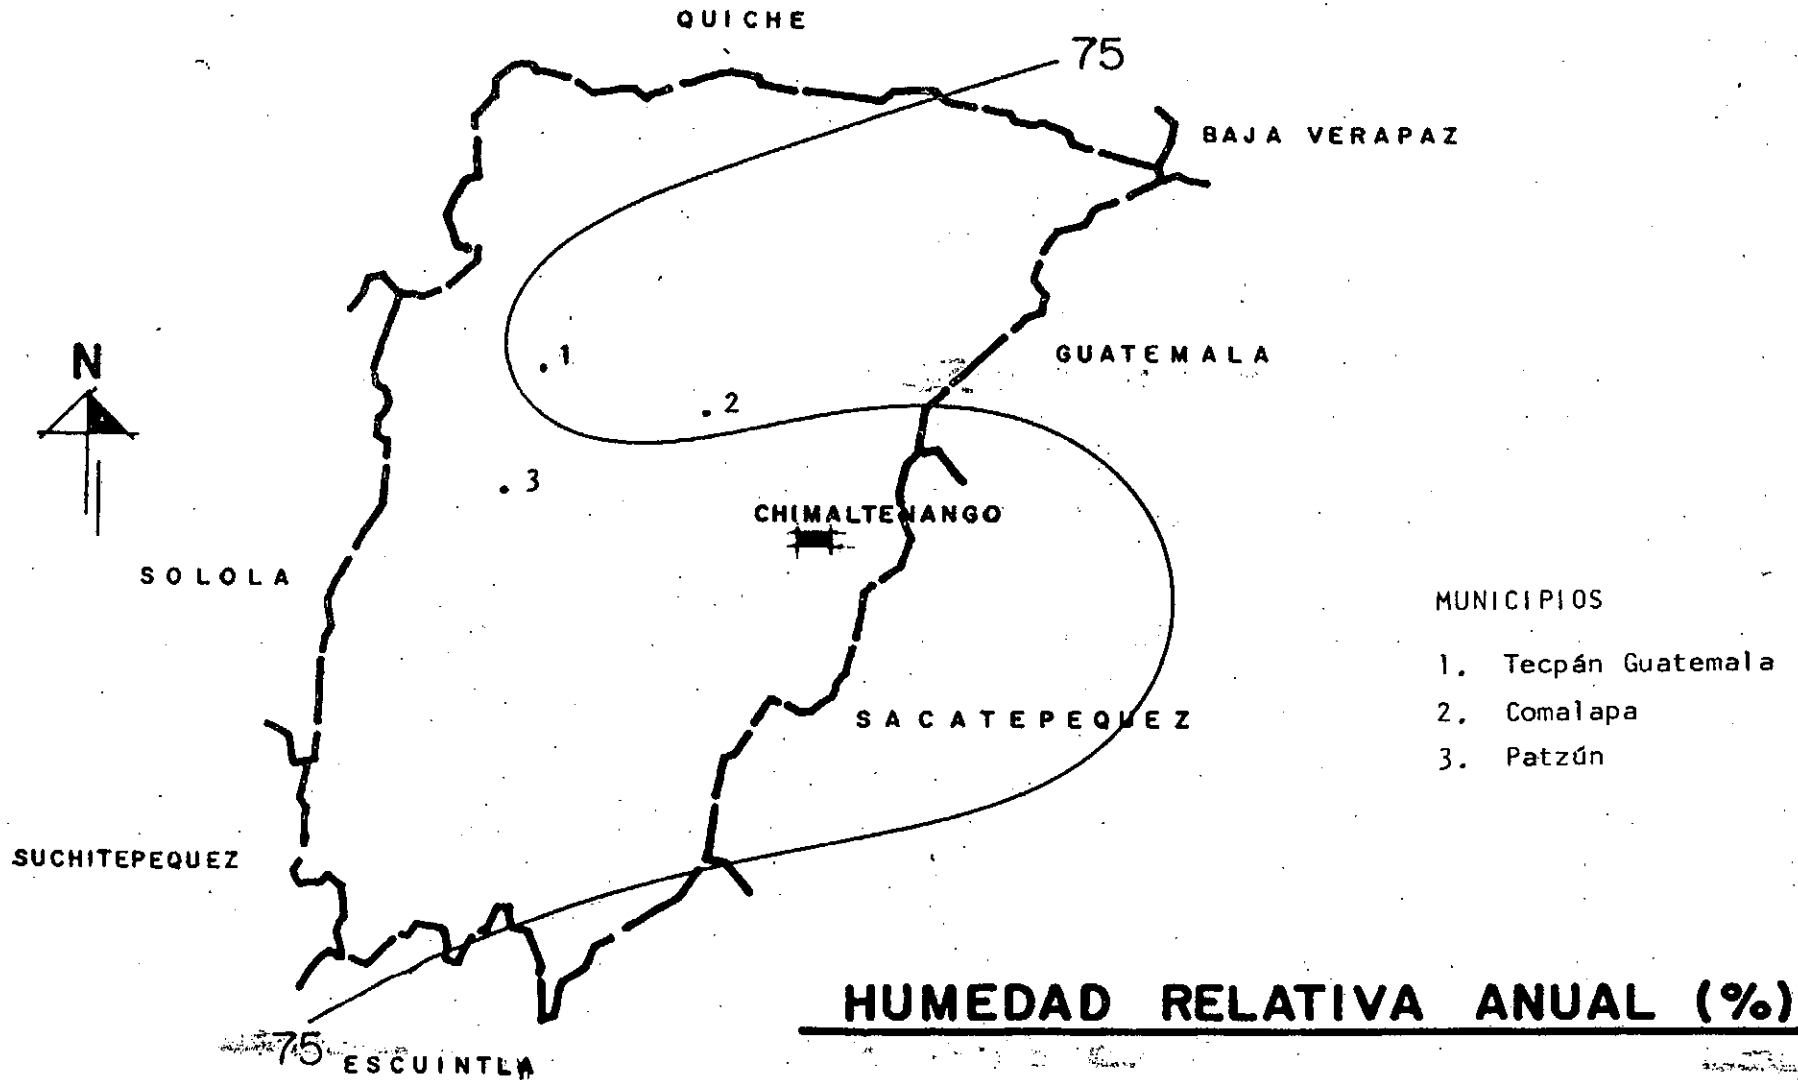 QUICHE
75
BAJA VERAPAZ
N
GUATEMALA
.1
.2
.3
CHIMALTENANGO
SOLOLA
MUNICIPIOS
1. Tecpán Guatemala
2. Comalapa
3. Patzún
SACATEPEQUEZ
SUCHITEPEQUEZ
HUMEDAD RELATIVA ANUAL (%)
75
ESCUINTLA